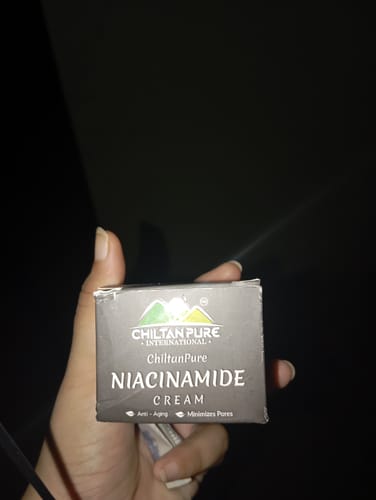 CHILTAN PURE
• INTERNATIONAL •
ChiltanPure
NIACINAMIDE
CREAM
Anti - Aging Minimizes Pores